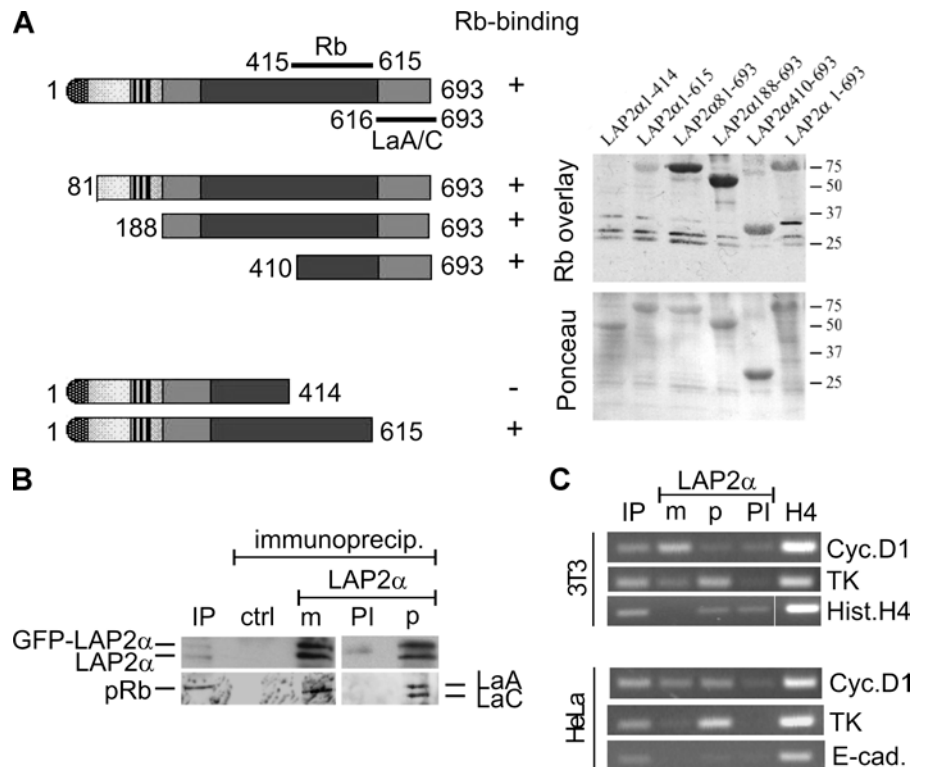 A
Rb-binding
Rb
415 615
1 693 +
616 693
LaA/C
81 693 +
188 693 +
410 693 +
1 414 -
1 615 +
LAP2α1-414
LAP2α1-615
LAP2α81-693
LAP2α188-693
LAP2α410-693
LAP2α 1-693
Rb overlay
75
50
37
25
Ponceau
75
50
37
25
B
immunoprecip.
LAP2α
IP ctrl m PI p
GFP-LAP2α
LAP2α
pRb
LaA
LaC
C
LAP2α
IP m p PI H4
3T3
Cyc.D1
TK
Hist.H4
HeLa
Cyc.D1
TK
E-cad.